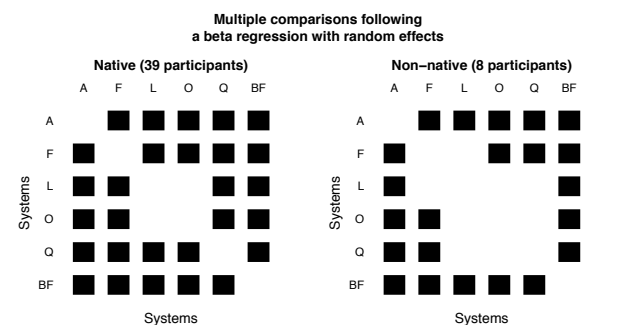 Multiple comparisons following
a beta regression with random effects
Native (39 participants)
A F L O Q BF
A
F
L
O
Q
BF
Systems
Systems
Non−native (8 participants)
A F L O Q BF
A
F
L
O
Q
BF
Systems
Systems